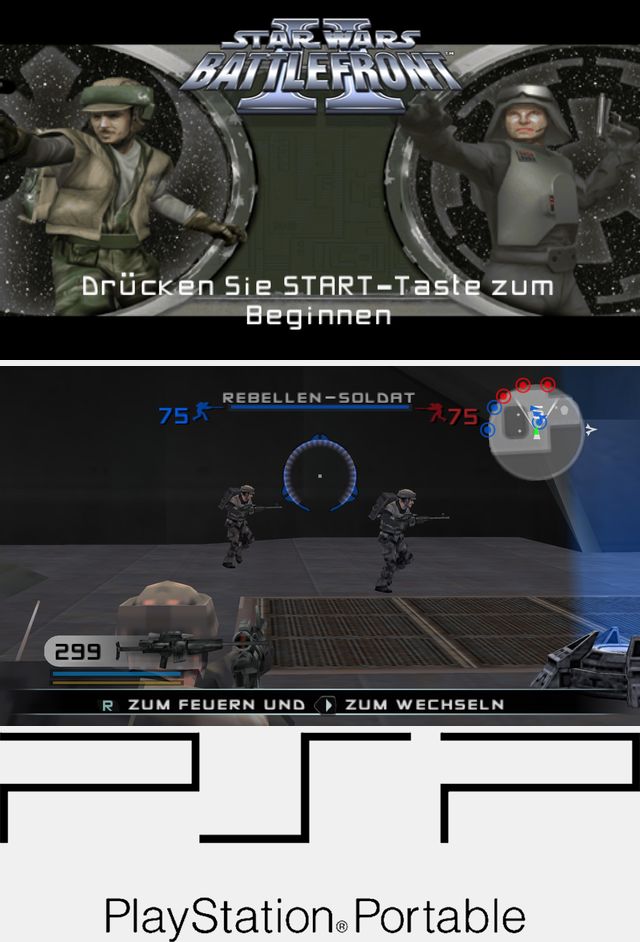 STAR WARS
BATTLEFRONT™
II
Drücken Sie START-Taste zum
Beginnen
REBELLEN-SOLDAT
75
75
299
R ZUM FEUERN UND ZUM WECHSELN
PSP
PlayStation®Portable